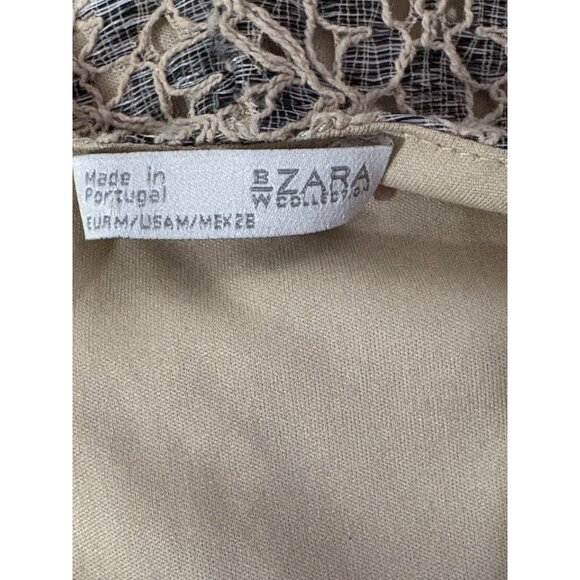 Made in
Portugal
EUR M/USA M/MEX 28
B
W ZARA
COLLECTION